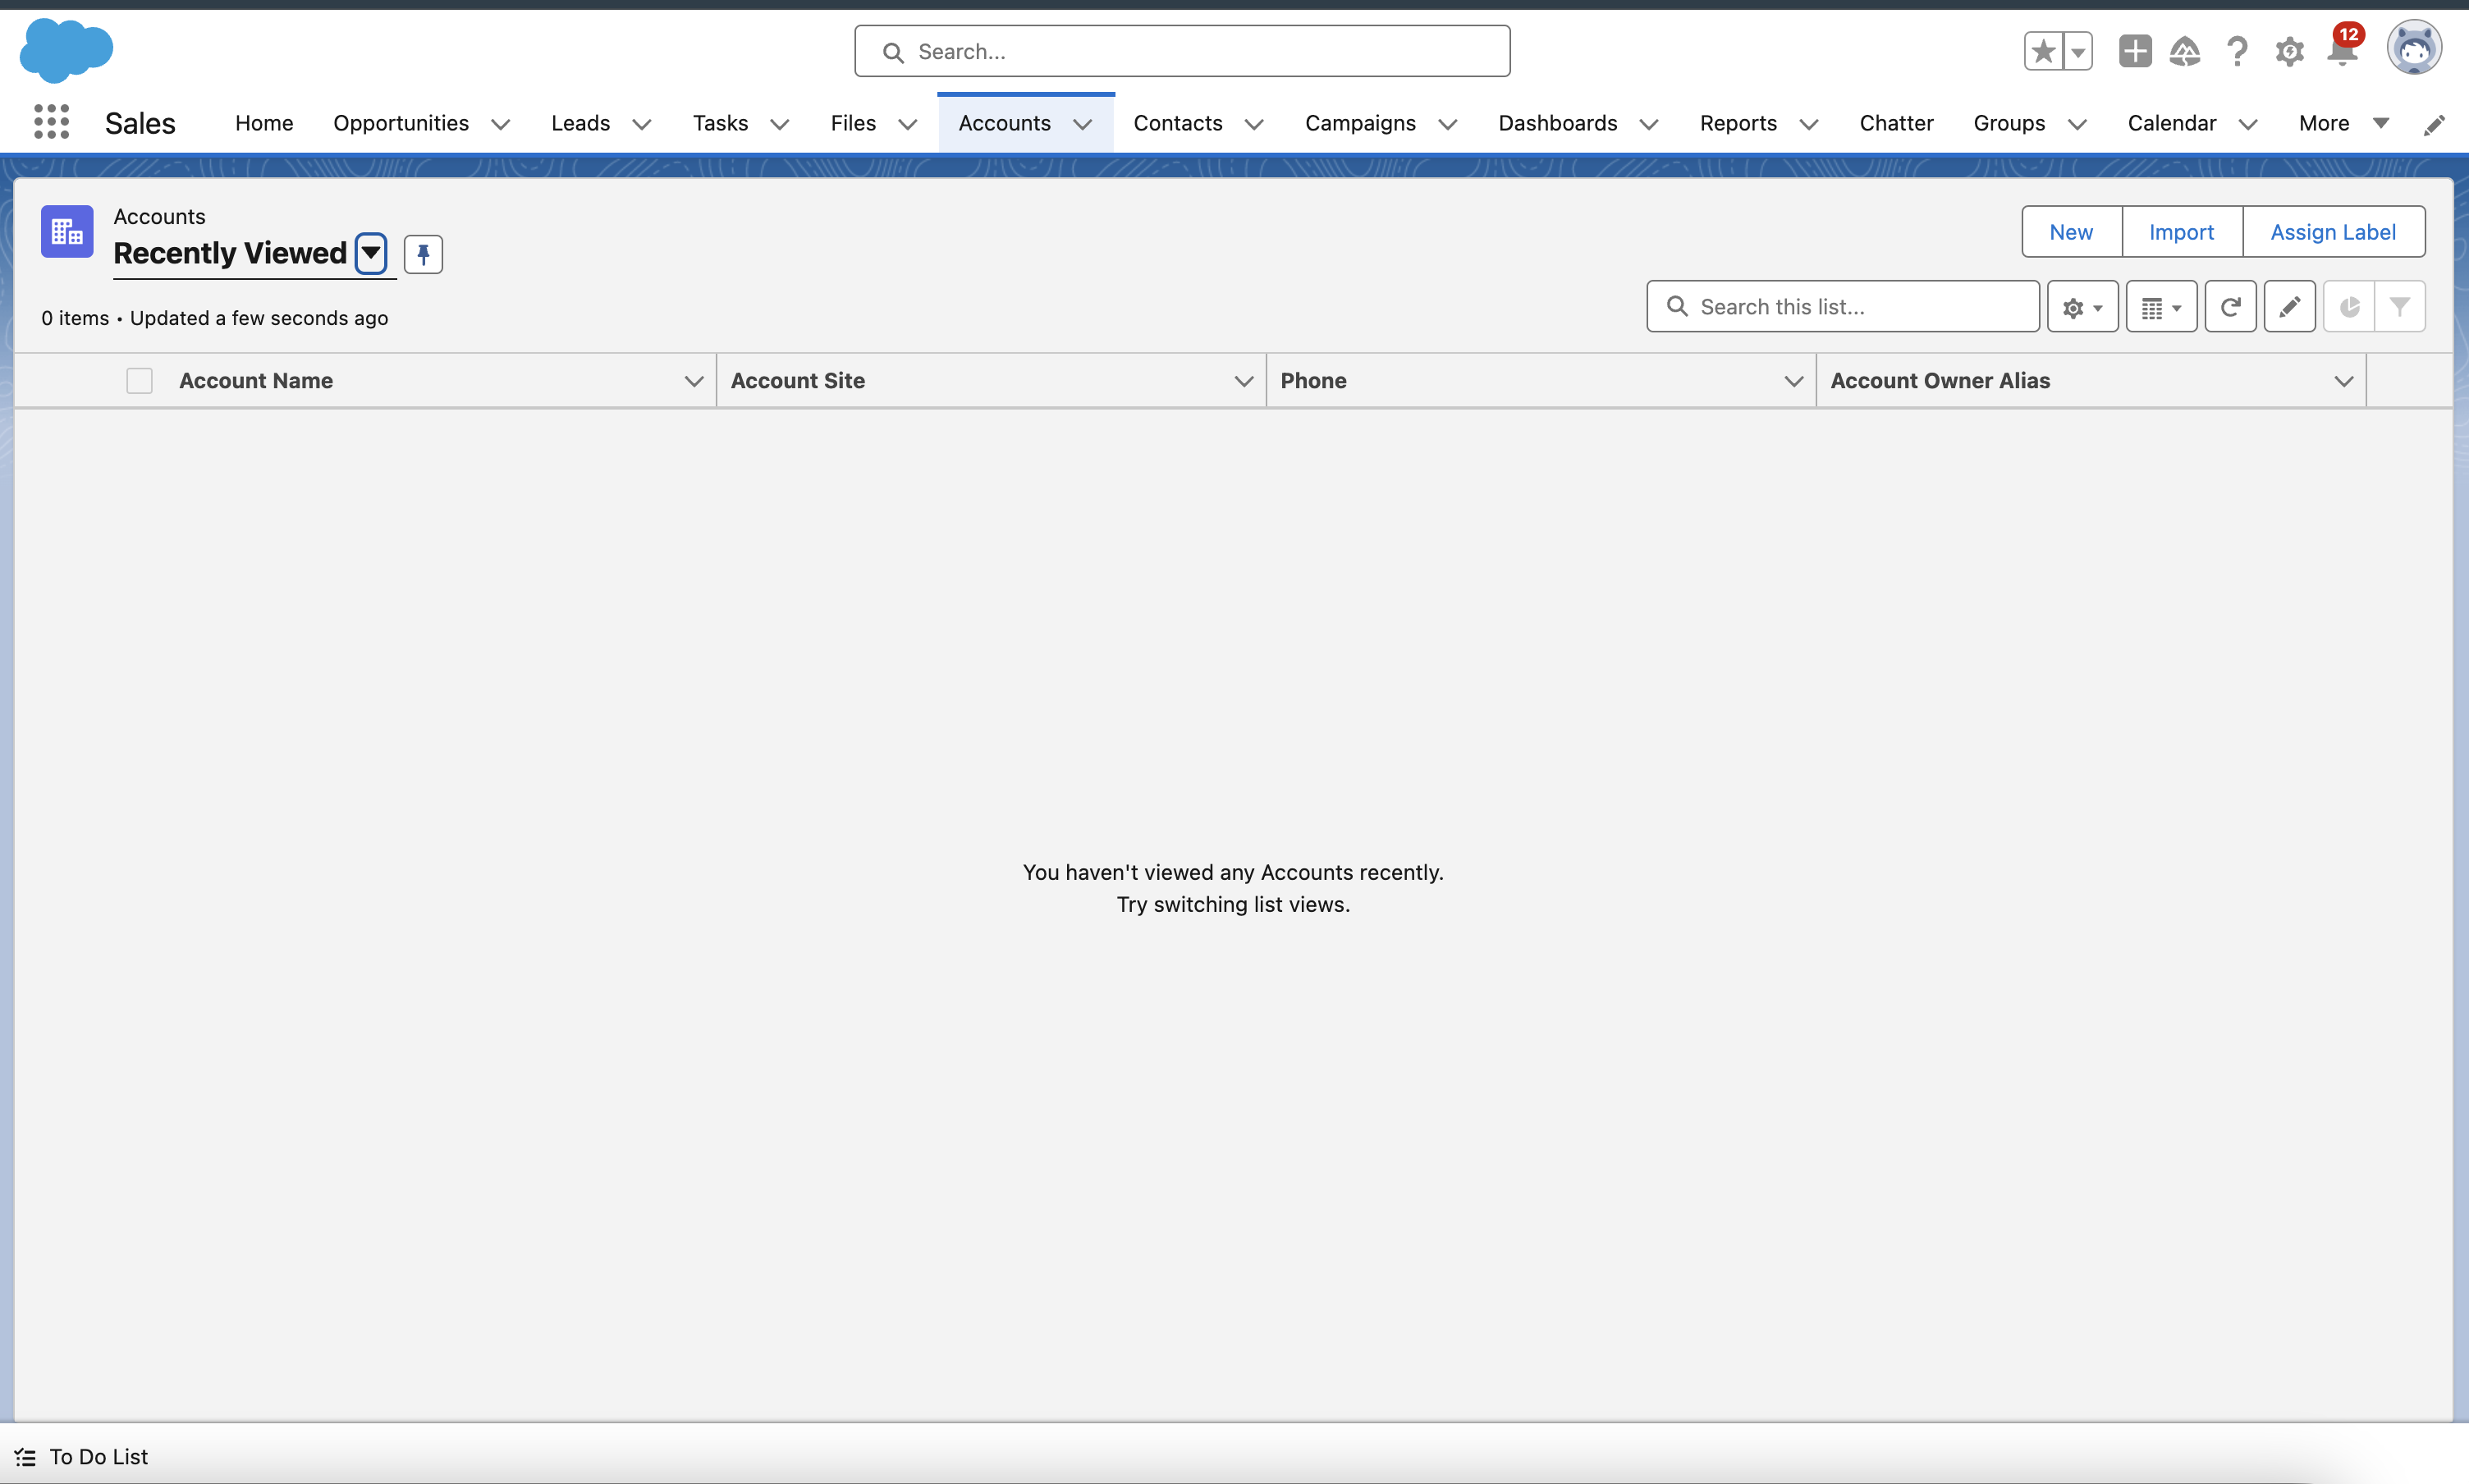 Search...
12
Sales Home Opportunities Leads Tasks Files Accounts Contacts Campaigns Dashboards Reports Chatter Groups Calendar More
Accounts
Recently Viewed
New Import Assign Label
0 items • Updated a few seconds ago
Search this list...
Account Name Account Site Phone Account Owner Alias
You haven't viewed any Accounts recently.
Try switching list views.
To Do List